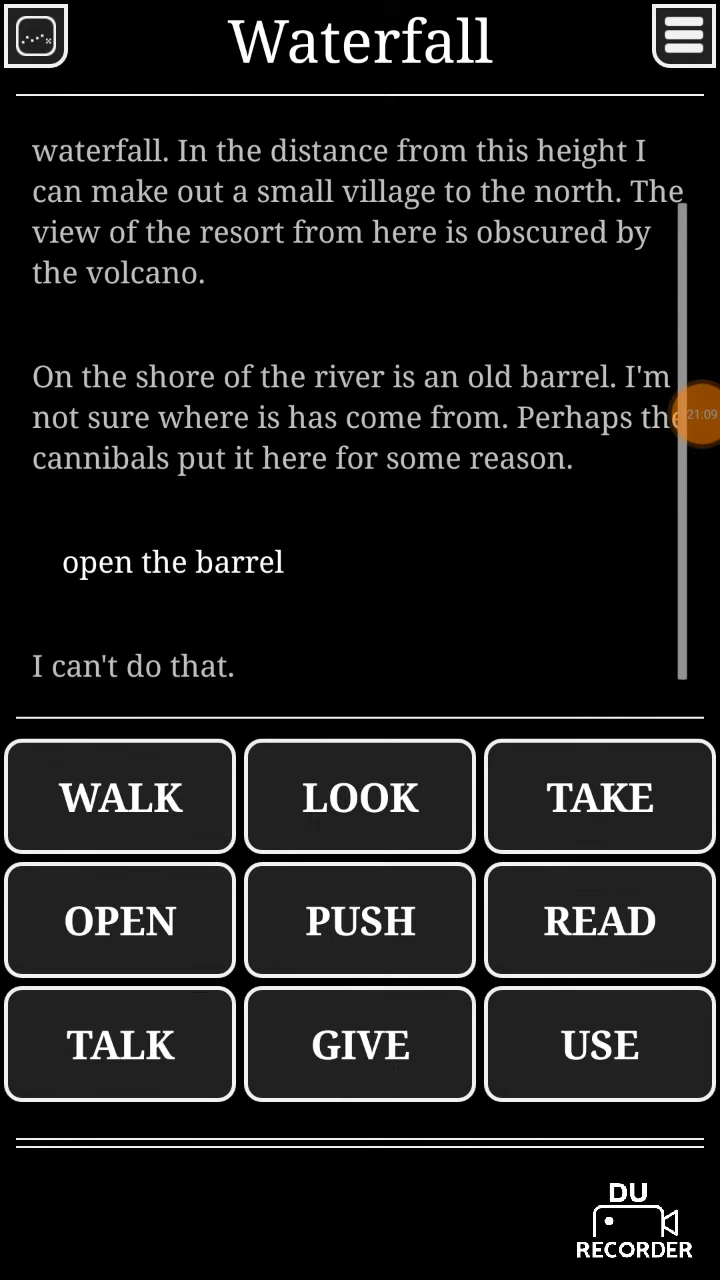 Waterfall
waterfall. In the distance from this height I
can make out a small village to the north. The
view of the resort from here is obscured by
the volcano.
On the shore of the river is an old barrel. I'm
not sure where is has come from. Perhaps the
21:09
cannibals put it here for some reason.
open the barrel
I can't do that.
WALK
LOOK
TAKE
OPEN
PUSH
READ
TALK
GIVE
USE
DU
RECORDER